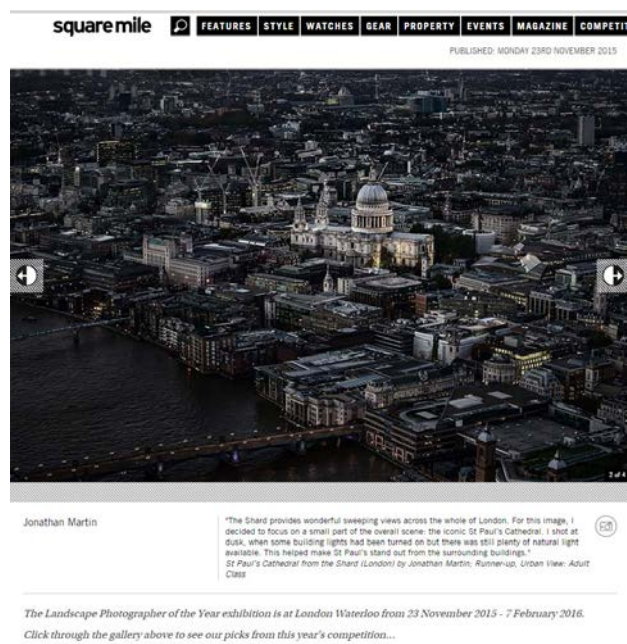 square mile FEATURES STYLE WATCHES GEAR PROPERTY EVENTS MAGAZINE COMPETIT
PUBLISHED: MONDAY 23RD NOVEMBER 2015
2 of 4
Jonathan Martin
"The Shard provides wonderful sweeping views across the whole of London. For this image, I
decided to focus on a small part of the overall scene: the iconic St Paul's Cathedral. I shot at
dusk, when some building lights had been turned on but there was still plenty of natural light
available. This helped make St Paul's stand out from the surrounding buildings."
St Paul's Cathedral from the Shard (London) by Jonathan Martin; Runner-up, Urban View: Adult
Class
The Landscape Photographer of the Year exhibition is at London Waterloo from 23 November 2015 - 7 February 2016.
Click through the gallery above to see our picks from this year's competition...